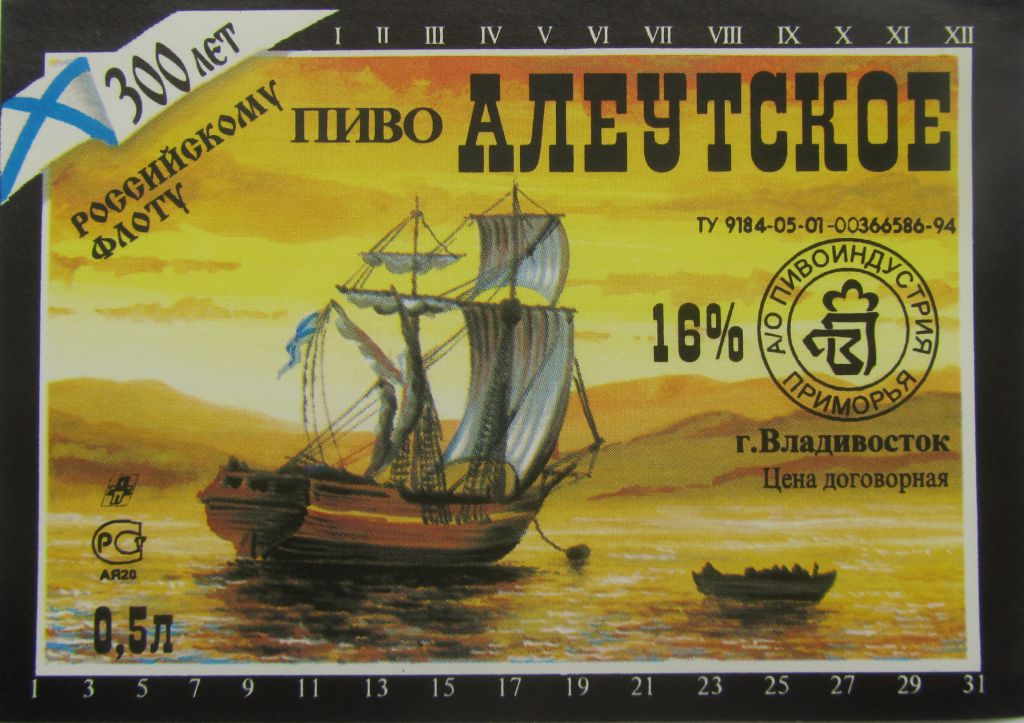 I II III IV V VI VII VIII IX X XI XII
300 ЛЕТ
РОССИЙСКОМУ
ФЛОТУ
ПИВО АЛЕУТСКОЕ
ТУ 9184-05-01-00366586-94
А/О ПИВОИНДУСТРИЯ
ПРИМОРЬЯ
16%
г.Владивосток
Цена договорная
РСТ
АЯ20
0,5л
1 3 5 7 9 11 13 15 17 19 21 23 25 27 29 31